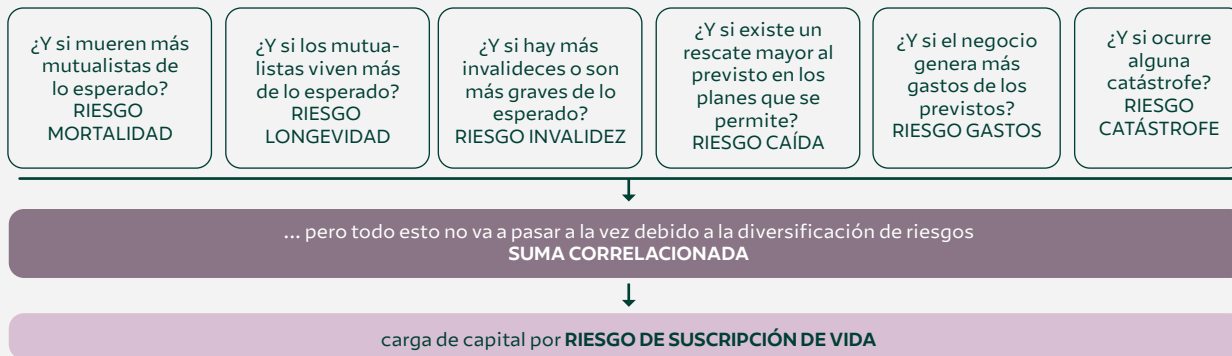 ¿Y si mueren más
mutualistas de
lo esperado?
RIESGO
MORTALIDAD
¿Y si los mutua-
listas viven más
de lo esperado?
RIESGO
LONGEVIDAD
¿Y si hay más
invalideces o son
más graves de lo
esperado?
RIESGO INVALIDEZ
¿Y si existe un
rescate mayor al
previsto en los
planes que se
permite?
RIESGO CAÍDA
¿Y si el negocio
genera más
gastos de los
previstos?
RIESGO GASTOS
¿Y si ocurre
alguna
catástrofe?
RIESGO
CATÁSTROFE
... pero todo esto no va a pasar a la vez debido a la diversificación de riesgos
SUMA CORRELACIONADA
carga de capital por RIESGO DE SUSCRIPCIÓN DE VIDA